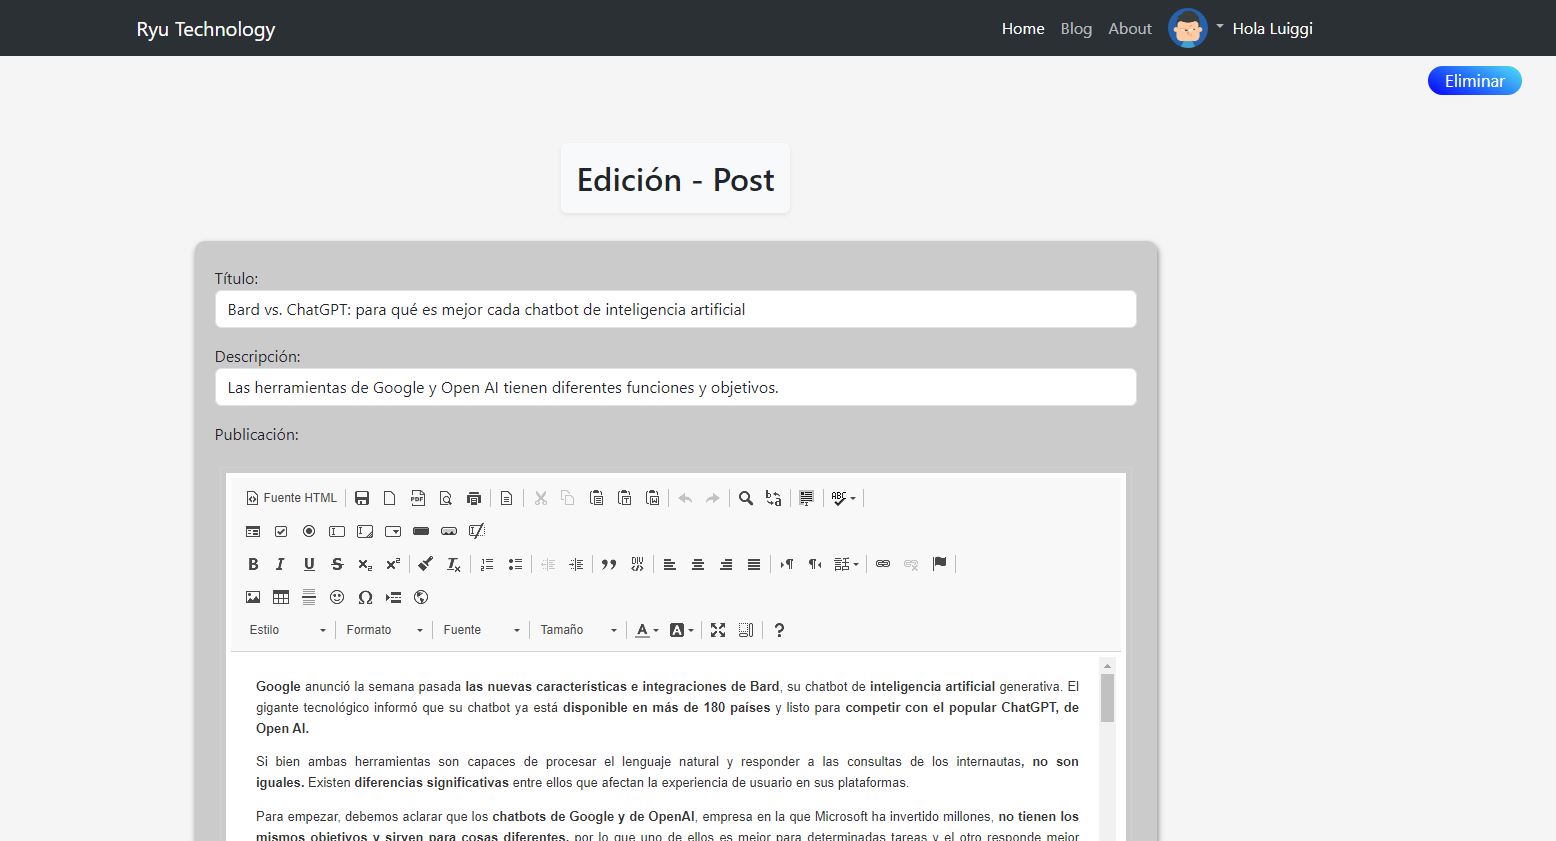 Ryu Technology
Home Blog About Hola Luiggi
Eliminar
Edición - Post
Título:
Bard vs. ChatGPT: para qué es mejor cada chatbot de inteligencia artificial
Descripción:
Las herramientas de Google y Open AI tienen diferentes funciones y objetivos.
Publicación:
Fuente HTML
Estilo Formato Fuente Tamaño
Google anunció la semana pasada las nuevas características e integraciones de Bard, su chatbot de inteligencia artificial generativa. El
gigante tecnológico informó que su chatbot ya está disponible en más de 180 países y listo para competir con el popular ChatGPT, de
Open AI.
Si bien ambas herramientas son capaces de procesar el lenguaje natural y responder a las consultas de los internautas, no son
iguales. Existen diferencias significativas entre ellos que afectan la experiencia de usuario en sus plataformas.
Para empezar, debemos aclarar que los chatbots de Google y de OpenAI, empresa en la que Microsoft ha invertido millones, no tienen los
mismos objetivos y sirven para cosas diferentes, por lo que uno de ellos es mejor para determinadas tareas y el otro responde mejor